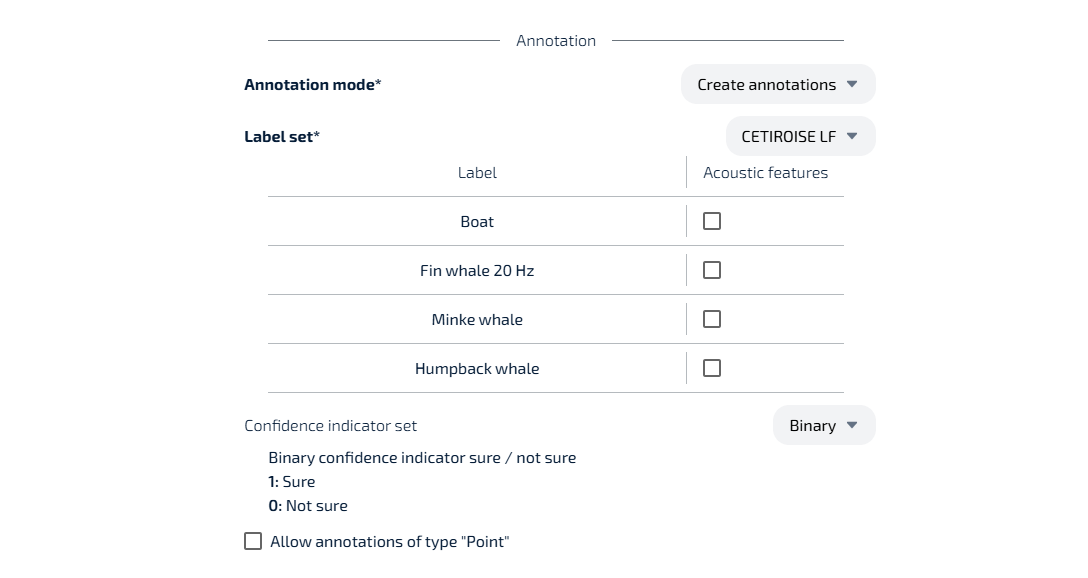 Annotation
Annotation mode*
Create annotations
Label set*
CETIROISE LF
Label
Acoustic features
Boat
Fin whale 20 Hz
Minke whale
Humpback whale
Confidence indicator set
Binary
Binary confidence indicator sure / not sure
1: Sure
0: Not sure
Allow annotations of type "Point"